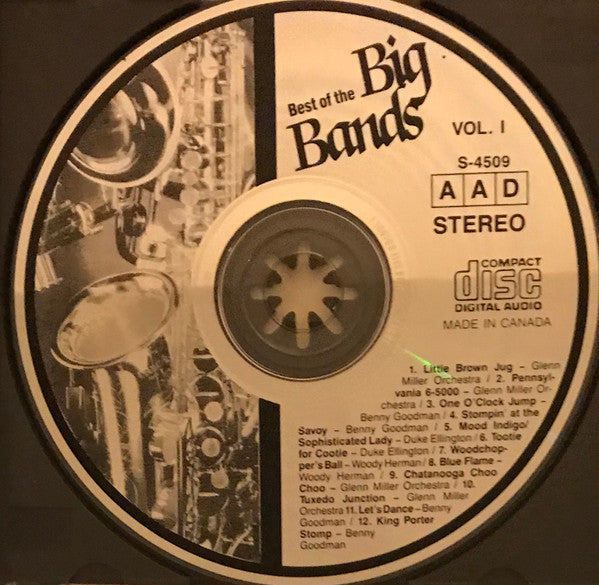 Best of the Big
Bands
VOL. I
S-4509
A A D
STEREO
COMPACT
disc
DIGITAL AUDIO
MADE IN CANADA
1. Little Brown Jug – Glenn
Miller Orchestra / 2. Pennsyl-
vania 6-5000 – Glenn Miller Or-
chestra / 3. One O'Clock Jump –
Benny Goodman / 4. Stompin' at the
Savoy – Benny Goodman / 5. Mood Indigo/
Sophisticated Lady – Duke Ellington / 6. Tootie
for Cootie – Duke Ellington / 7. Woodchop-
per's Ball – Woody Herman / 8. Blue Flame –
Woody Herman / 9. Chatanooga Choo
Choo – Glenn Miller Orchestra / 10.
Tuxedo Junction – Glenn Miller
Orchestra 11. Let's Dance – Benny
Goodman / 12. King Porter
Stomp – Benny
Goodman